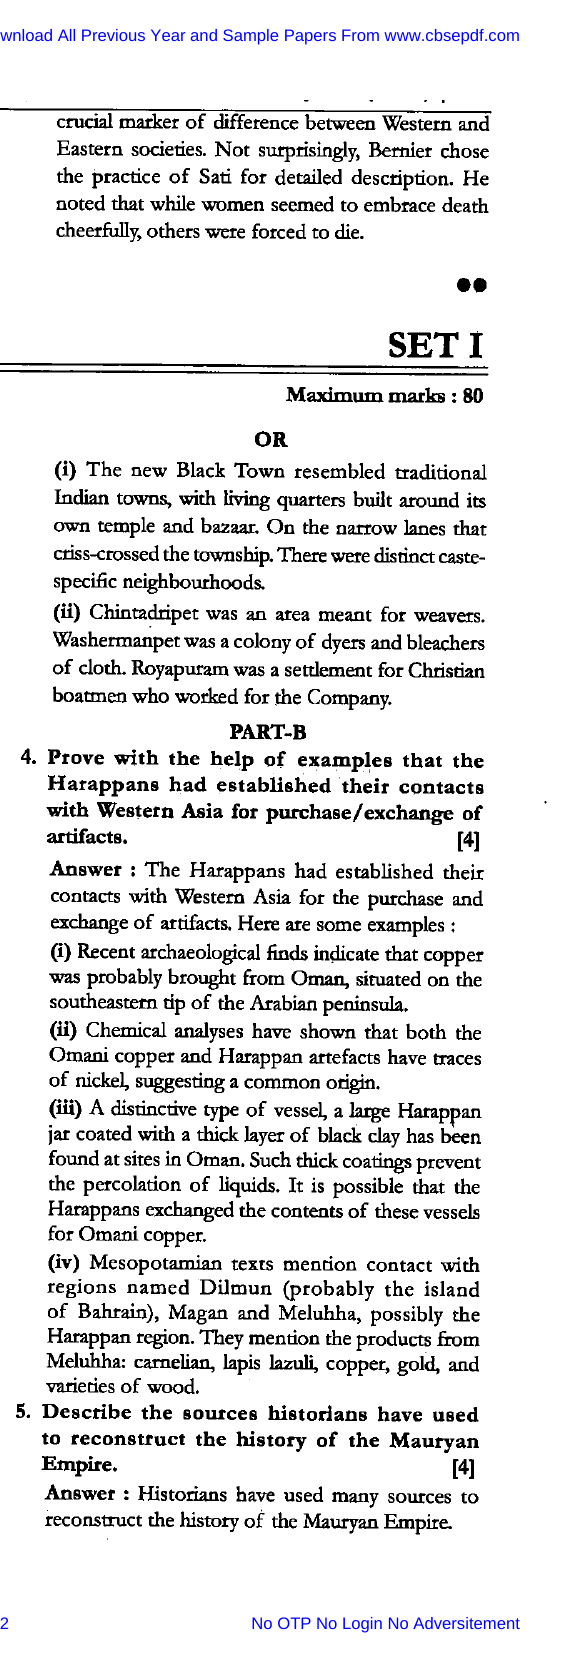 wnload All Previous Year and Sample Papers From www.cbsepdf.com
crucial marker of difference between Western and
Eastern societies. Not surprisingly, Bernier chose
the practice of Sati for detailed description. He
noted that while women seemed to embrace death
cheerfully, others were forced to die.
●●
SET I
Maximum marks : 80
OR
(i) The new Black Town resembled traditional
Indian towns, with living quarters built around its
own temple and bazaar. On the narrow lanes that
criss-crossed the township. There were distinct caste-
specific neighbourhoods.
(ii) Chintadripet was an area meant for weavers.
Washermanpet was a colony of dyers and bleachers
of cloth. Royapuram was a settlement for Christian
boatmen who worked for the Company.
PART-B
4. Prove with the help of examples that the
Harappans had established their contacts
with Western Asia for purchase/exchange of
artifacts. [4]
Answer : The Harappans had established their
contacts with Western Asia for the purchase and
exchange of artifacts. Here are some examples :
(i) Recent archaeological finds indicate that copper
was probably brought from Oman, situated on the
southeastern tip of the Arabian peninsula.
(ii) Chemical analyses have shown that both the
Omani copper and Harappan artefacts have traces
of nickel, suggesting a common origin.
(iii) A distinctive type of vessel, a large Harappan
jar coated with a thick layer of black clay has been
found at sites in Oman. Such thick coatings prevent
the percolation of liquids. It is possible that the
Harappans exchanged the contents of these vessels
for Omani copper.
(iv) Mesopotamian texts mention contact with
regions named Dilmun (probably the island
of Bahrain), Magan and Meluhha, possibly the
Harappan region. They mention the products from
Meluhha: carnelian, lapis lazuli, copper, gold, and
varieties of wood.
5. Describe the sources historians have used
to reconstruct the history of the Mauryan
Empire. [4]
Answer : Historians have used many sources to
reconstruct the history of the Mauryan Empire.
2 No OTP No Login No Adversitement